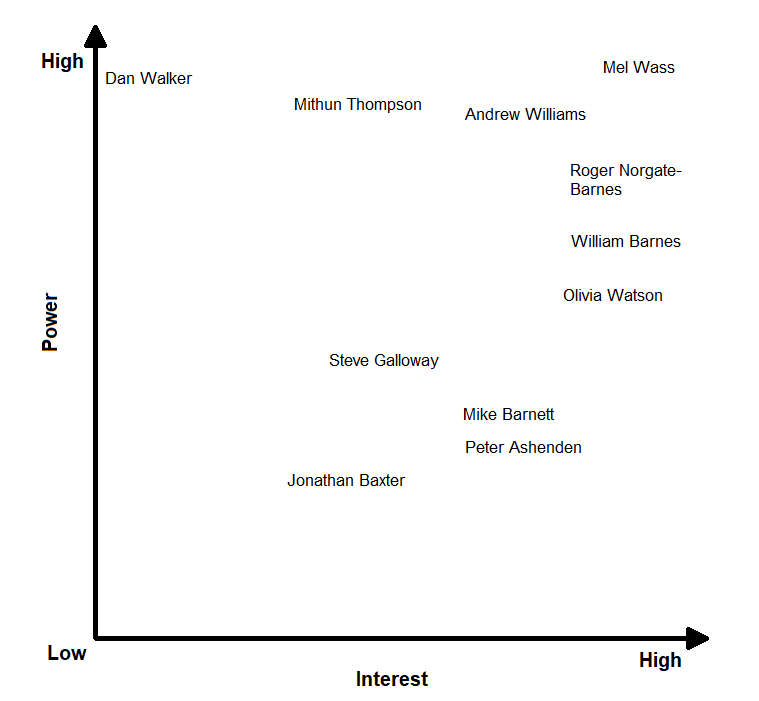 High
Dan Walker
Mel Wass
Mithun Thompson
Andrew Williams
Roger Norgate-
Barnes
William Barnes
Olivia Watson
Power
Steve Galloway
Mike Barnett
Peter Ashenden
Jonathan Baxter
Low
High
Interest